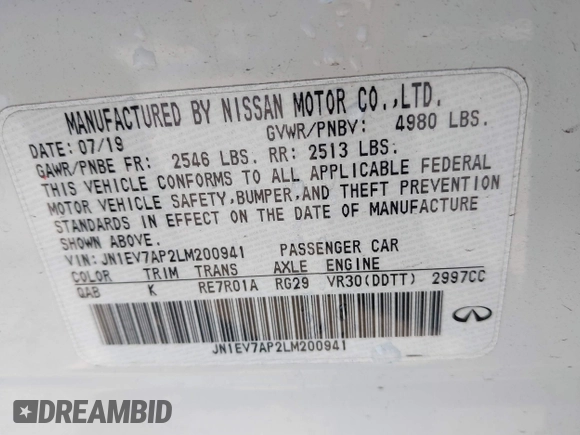 MANUFACTURED BY NISSAN MOTOR CO.,LTD.
DATE: 07/19 GVWR/PNBV: 4980 LBS.
GAWR/PNBE FR: 2546 LBS. RR: 2513 LBS.
THIS VEHICLE CONFORMS TO ALL APPLICABLE FEDERAL
MOTOR VEHICLE SAFETY,BUMPER,AND THEFT PREVENTION
STANDARDS IN EFFECT ON THE DATE OF MANUFACTURE
SHOWN ABOVE.
VIN: JN1EV7AP2LM200941 PASSENGER CAR
COLOR TRIM TRANS AXLE ENGINE
QAB K RE7R01A RG29 VR30(DDTT) 2997CC
JN1EV7AP2LM200941
DREAMBID